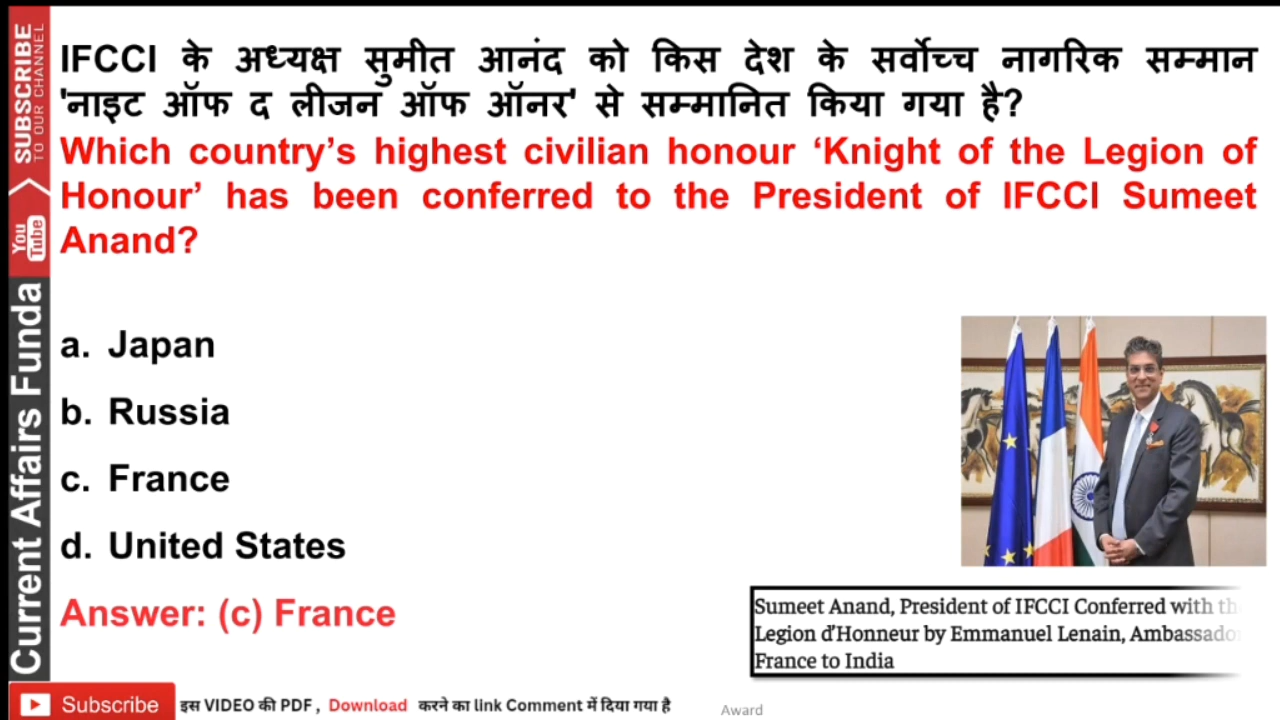 SUBSCRIBE
TO OUR CHANNEL
You
Tube
Current Affairs Funda
IFCCI के अध्यक्ष सुमीत आनंद को किस देश के सर्वोच्च नागरिक सम्मान
'नाइट ऑफ द लीजन ऑफ ऑनर' से सम्मानित किया गया है?
Which country’s highest civilian honour ‘Knight of the Legion of
Honour’ has been conferred to the President of IFCCI Sumeet
Anand?
a. Japan
b. Russia
c. France
d. United States
Answer: (c) France
Sumeet Anand, President of IFCCI Conferred with the
Legion d’Honneur by Emmanuel Lenain, Ambassado
France to India
Subscribe
इस VIDEO की PDF , Download करने का link Comment में दिया गया है
Award